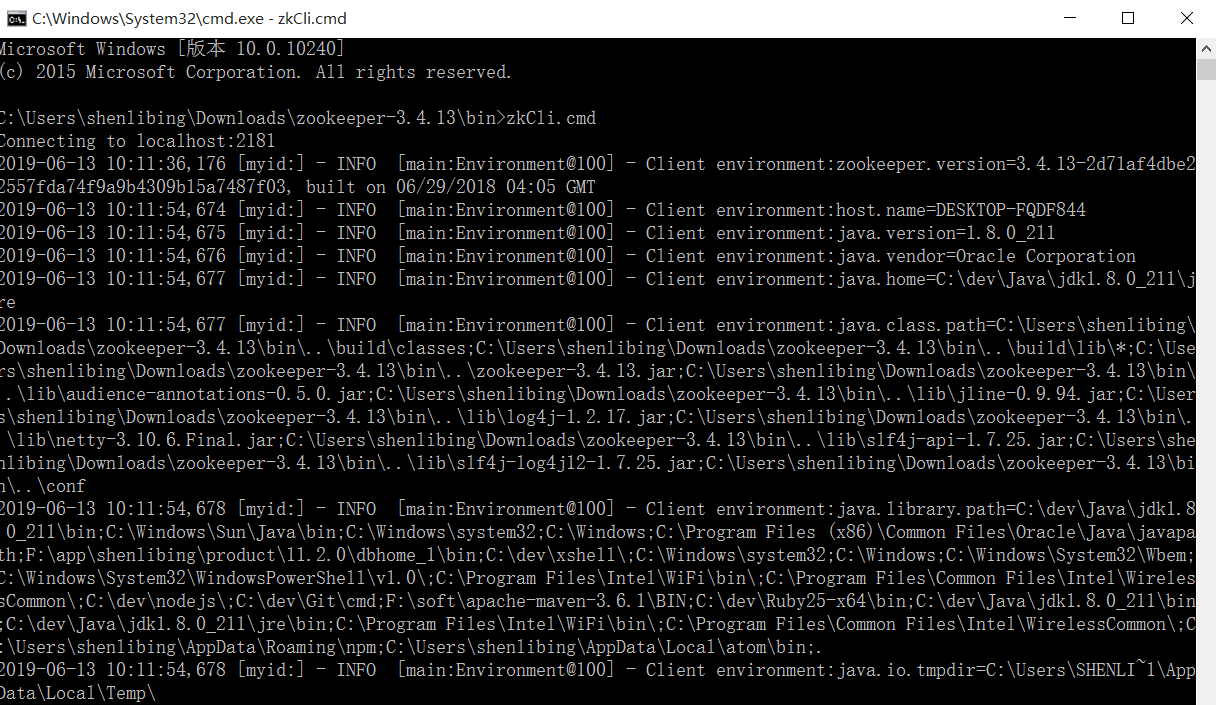 C:\Windows\System32\cmd.exe - zkCli.cmd
Microsoft Windows [版本 10.0.10240]
(c) 2015 Microsoft Corporation. All rights reserved.
C:\Users\shenlibing\Downloads\zookeeper-3.4.13\bin>zkCli.cmd
Connecting to localhost:2181
2019-06-13 10:11:36,176 [myid:] - INFO  [main:Environment@100] - Client environment:zookeeper.version=3.4.13-2d71af4dbe2
2557fda74f9a9b4309b15a7487f03, built on 06/29/2018 04:05 GMT
2019-06-13 10:11:54,674 [myid:] - INFO  [main:Environment@100] - Client environment:host.name=DESKTOP-FQDF844
2019-06-13 10:11:54,675 [myid:] - INFO  [main:Environment@100] - Client environment:java.version=1.8.0_211
2019-06-13 10:11:54,676 [myid:] - INFO  [main:Environment@100] - Client environment:java.vendor=Oracle Corporation
2019-06-13 10:11:54,677 [myid:] - INFO  [main:Environment@100] - Client environment:java.home=C:\dev\Java\jdk1.8.0_211\j
re
2019-06-13 10:11:54,677 [myid:] - INFO  [main:Environment@100] - Client environment:java.class.path=C:\Users\shenlibing\
Downloads\zookeeper-3.4.13\bin\..\build\classes;C:\Users\shenlibing\Downloads\zookeeper-3.4.13\bin\..\build\lib\*;C:\Use
rs\shenlibing\Downloads\zookeeper-3.4.13\bin\..\zookeeper-3.4.13.jar;C:\Users\shenlibing\Downloads\zookeeper-3.4.13\bin\
..\lib\audience-annotations-0.5.0.jar;C:\Users\shenlibing\Downloads\zookeeper-3.4.13\bin\..\lib\jline-0.9.94.jar;C:\User
s\shenlibing\Downloads\zookeeper-3.4.13\bin\..\lib\log4j-1.2.17.jar;C:\Users\shenlibing\Downloads\zookeeper-3.4.13\bin\.
.\lib\netty-3.10.6.Final.jar;C:\Users\shenlibing\Downloads\zookeeper-3.4.13\bin\..\lib\slf4j-api-1.7.25.jar;C:\Users\she
nlibing\Downloads\zookeeper-3.4.13\bin\..\lib\slf4j-log4j12-1.7.25.jar;C:\Users\shenlibing\Downloads\zookeeper-3.4.13\bi
n\..\conf
2019-06-13 10:11:54,678 [myid:] - INFO  [main:Environment@100] - Client environment:java.library.path=C:\dev\Java\jdk1.8
.0_211\bin;C:\Windows\Sun\Java\bin;C:\Windows\system32;C:\Windows;C:\Program Files (x86)\Common Files\Oracle\Java\javapa
th;F:\app\shenlibing\product\11.2.0\dbhome_1\bin;C:\dev\xshell\;C:\Windows\system32;C:\Windows;C:\Windows\System32\Wbem;
C:\Windows\System32\WindowsPowerShell\v1.0\;C:\Program Files\Intel\WiFi\bin\;C:\Program Files\Common Files\Intel\Wireles
sCommon\;C:\dev\nodejs\;C:\dev\Git\cmd;F:\soft\apache-maven-3.6.1\BIN;C:\dev\Ruby25-x64\bin;C:\dev\Java\jdk1.8.0_211\bin
;C:\dev\Java\jdk1.8.0_211\jre\bin;C:\Program Files\Intel\WiFi\bin\;C:\Program Files\Common Files\Intel\WirelessCommon\;C
:\Users\shenlibing\AppData\Roaming\npm;C:\Users\shenlibing\AppData\Local\atom\bin;.
2019-06-13 10:11:54,678 [myid:] - INFO  [main:Environment@100] - Client environment:java.io.tmpdir=C:\Users\SHENLI~1\App
Data\Local\Temp\